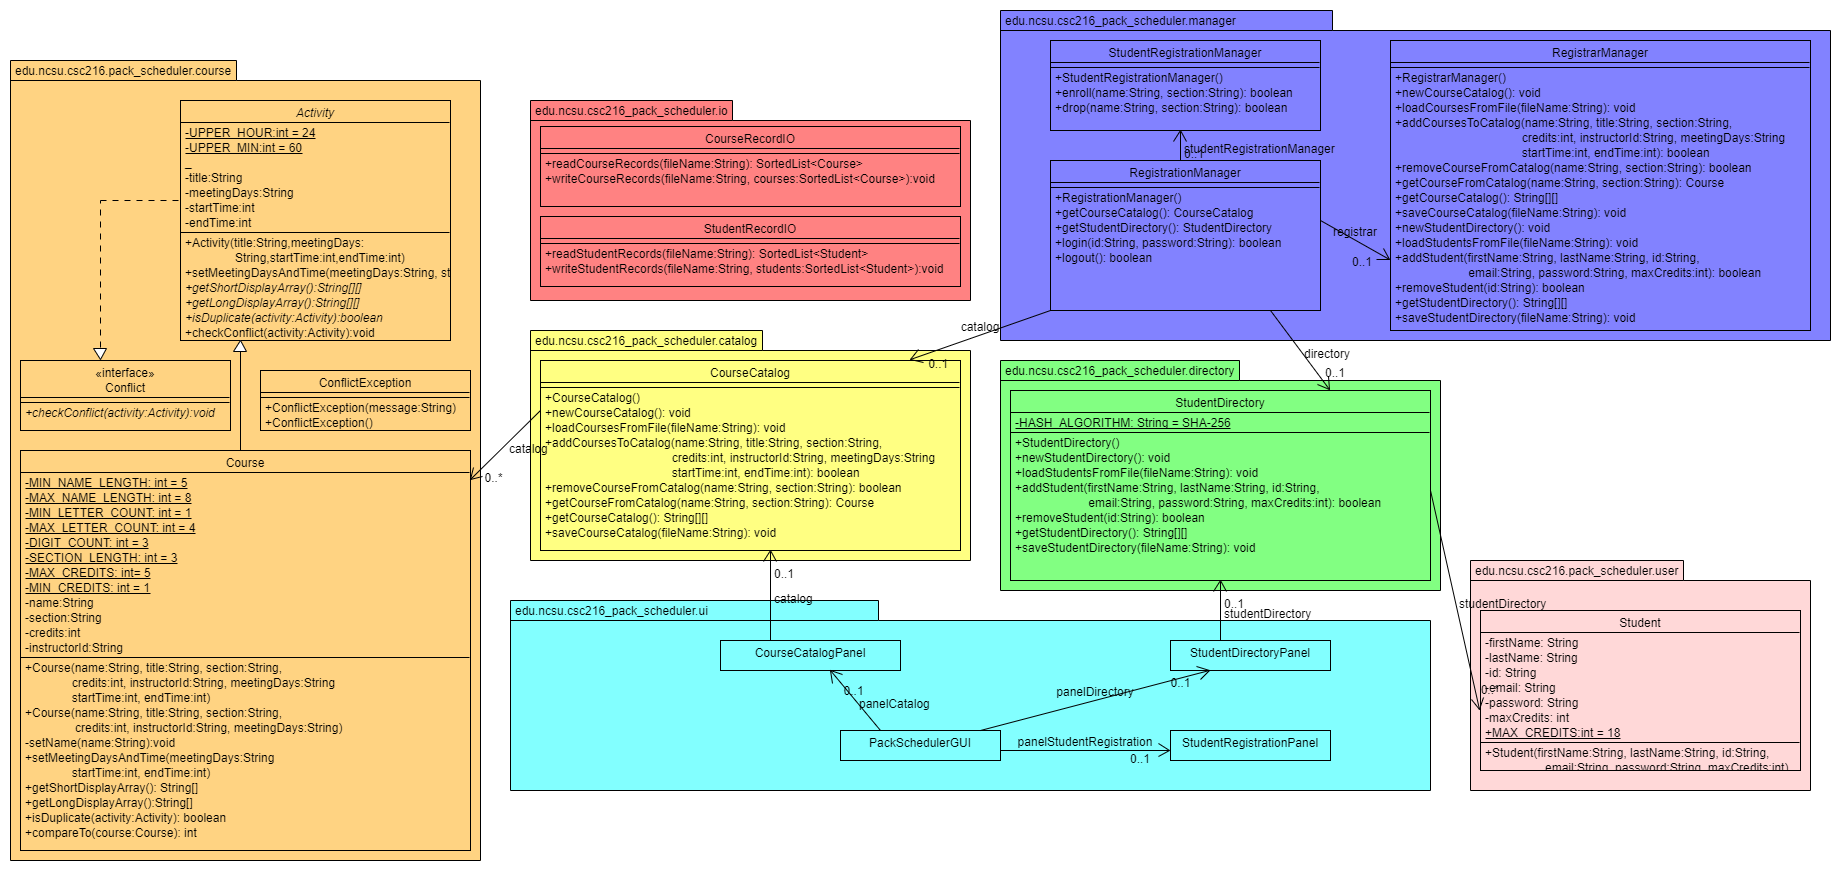 edu.ncsu.csc216.pack_scheduler.course
Activity
-UPPER_HOUR:int = 24
-UPPER_MIN:int = 60
_
-title:String
-meetingDays:String
-startTime:int
-endTime:int
+Activity(title:String,meetingDays:
String,startTime:int,endTime:int)
+setMeetingDaysAndTime(meetingDays:String, st
+getShortDisplayArray():String[][]
+getLongDisplayArray():String[][]
+isDuplicate(activity:Activity):boolean
+checkConflict(activity:Activity):void
«interface»
Conflict
+checkConflict(activity:Activity):void
ConflictException
+ConflictException(message:String)
+ConflictException()
Course
-MIN_NAME_LENGTH: int = 5
-MAX_NAME_LENGTH: int = 8
-MIN_LETTER_COUNT: int = 1
-MAX_LETTER_COUNT: int = 4
-DIGIT_COUNT: int = 3
-SECTION_LENGTH: int = 3
-MAX_CREDITS: int= 5
-MIN_CREDITS: int = 1
-name:String
-section:String
-credits:int
-instructorId:String
+Course(name:String, title:String, section:String,
credits:int, instructorId:String, meetingDays:String
startTime:int, endTime:int)
+Course(name:String, title:String, section:String,
credits:int, instructorId:String, meetingDays:String)
-setName(name:String):void
+setMeetingDaysAndTime(meetingDays:String
startTime:int, endTime:int)
+getShortDisplayArray(): String[]
+getLongDisplayArray():String[]
+isDuplicate(activity:Activity): boolean
+compareTo(course:Course): int
edu.ncsu.csc216_pack_scheduler.io
CourseRecordIO
+readCourseRecords(fileName:String): SortedList<Course>
+writeCourseRecords(fileName:String, courses:SortedList<Course>):void
StudentRecordIO
+readStudentRecords(fileName:String): SortedList<Student>
+writeStudentRecords(fileName:String, students:SortedList<Student>):void
edu.ncsu.csc216_pack_scheduler.catalog
CourseCatalog
+CourseCatalog()
+newCourseCatalog(): void
+loadCoursesFromFile(fileName:String): void
+addCoursesToCatalog(name:String, title:String, section:String,
credits:int, instructorId:String, meetingDays:String
startTime:int, endTime:int): boolean
+removeCourseFromCatalog(name:String, section:String): boolean
+getCourseFromCatalog(name:String, section:String): Course
+getCourseCatalog(): String[][]
+saveCourseCatalog(fileName:String): void
catalog
0..*
catalog
0..1
edu.ncsu.csc216_pack_scheduler.manager
StudentRegistrationManager
+StudentRegistrationManager()
+enroll(name:String, section:String): boolean
+drop(name:String, section:String): boolean
studentRegistrationManager
0..1
RegistrationManager
+RegistrationManager()
+getCourseCatalog(): CourseCatalog
+getStudentDirectory(): StudentDirectory
+login(id:String, password:String): boolean
+logout(): boolean
registrar
0..1
RegistrarManager
+RegistrarManager()
+newCourseCatalog(): void
+loadCoursesFromFile(fileName:String): void
+addCoursesToCatalog(name:String, title:String, section:String,
credits:int, instructorId:String, meetingDays:String
startTime:int, endTime:int): boolean
+removeCourseFromCatalog(name:String, section:String): boolean
+getCourseFromCatalog(name:String, section:String): Course
+getCourseCatalog(): String[][]
+saveCourseCatalog(fileName:String): void
+newStudentDirectory(): void
+loadStudentsFromFile(fileName:String): void
+addStudent(firstName:String, lastName:String, id:String,
email:String, password:String, maxCredits:int): boolean
+removeStudent(id:String): boolean
+getStudentDirectory(): String[][]
+saveStudentDirectory(fileName:String): void
directory
0..1
edu.ncsu.csc216_pack_scheduler.directory
StudentDirectory
-HASH_ALGORITHM: String = SHA-256
+StudentDirectory()
+newStudentDirectory(): void
+loadStudentsFromFile(fileName:String): void
+addStudent(firstName:String, lastName:String, id:String,
email:String, password:String, maxCredits:int): boolean
+removeStudent(id:String): boolean
+getStudentDirectory(): String[][]
+saveStudentDirectory(fileName:String): void
edu.ncsu.csc216_pack_scheduler.ui
0..1
catalog
0..1
studentDirectory
CourseCatalogPanel
StudentDirectoryPanel
0..1
panelCatalog
panelDirectory
0..1
PackSchedulerGUI
panelStudentRegistration
0..1
StudentRegistrationPanel
edu.ncsu.csc216.pack_scheduler.user
studentDirectory
Student
-firstName: String
-lastName: String
-id: String
-email: String
-password: String
-maxCredits: int
+MAX_CREDITS:int = 18
+Student(firstName:String, lastName:String, id:String,
email:String, password:String, maxCredits:int)